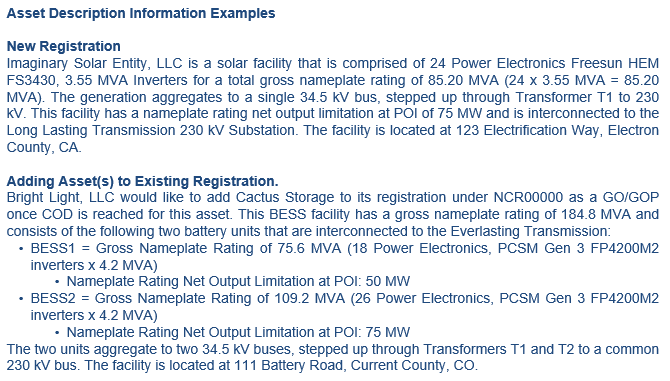 Asset Description Information Examples
New Registration
Imaginary Solar Entity, LLC is a solar facility that is comprised of 24 Power Electronics Freesun HEM
FS3430, 3.55 MVA Inverters for a total gross nameplate rating of 85.20 MVA (24 x 3.55 MVA = 85.20
MVA). The generation aggregates to a single 34.5 kV bus, stepped up through Transformer T1 to 230
kV. This facility has a nameplate rating net output limitation at POI of 75 MW and is interconnected to the
Long Lasting Transmission 230 kV Substation. The facility is located at 123 Electrification Way, Electron
County, CA.
Adding Asset(s) to Existing Registration.
Bright Light, LLC would like to add Cactus Storage to its registration under NCR00000 as a GO/GOP
once COD is reached for this asset. This BESS facility has a gross nameplate rating of 184.8 MVA and
consists of the following two battery units that are interconnected to the Everlasting Transmission:
• BESS1 = Gross Nameplate Rating of 75.6 MVA (18 Power Electronics, PCSM Gen 3 FP4200M2
inverters x 4.2 MVA)
• Nameplate Rating Net Output Limitation at POI: 50 MW
• BESS2 = Gross Nameplate Rating of 109.2 MVA (26 Power Electronics, PCSM Gen 3 FP4200M2
inverters x 4.2 MVA)
• Nameplate Rating Net Output Limitation at POI: 75 MW
The two units aggregate to two 34.5 kV buses, stepped up through Transformers T1 and T2 to a common
230 kV bus. The facility is located at 111 Battery Road, Current County, CO.